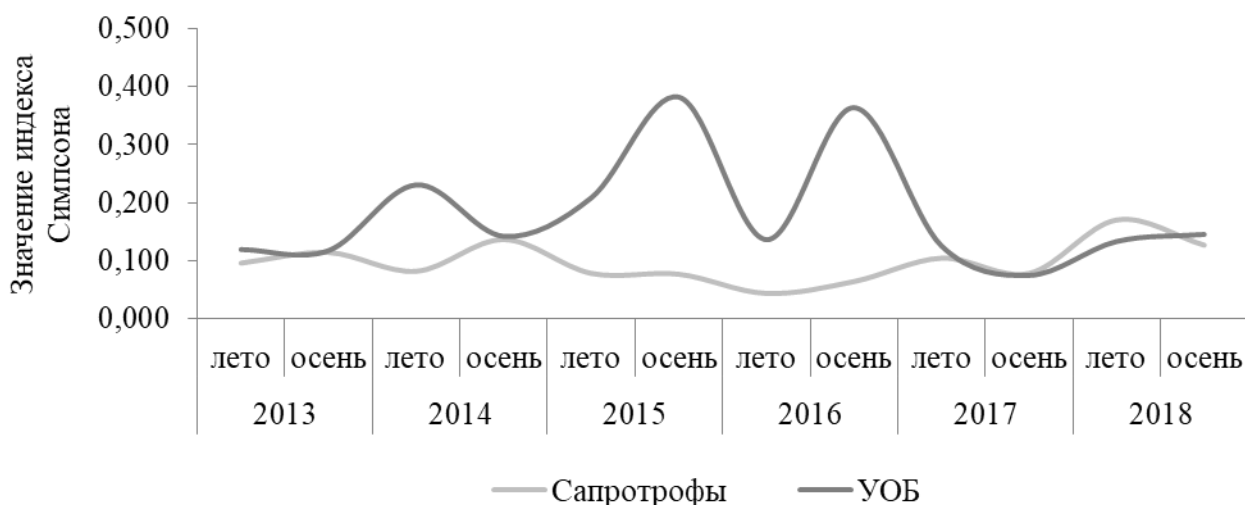 Значение индекса
Симпсона
0,500
0,400
0,300
0,200
0,100
0,000
лето осень лето осень лето осень лето осень лето осень лето осень
2013 2014 2015 2016 2017 2018
Сапротрофы УОБ